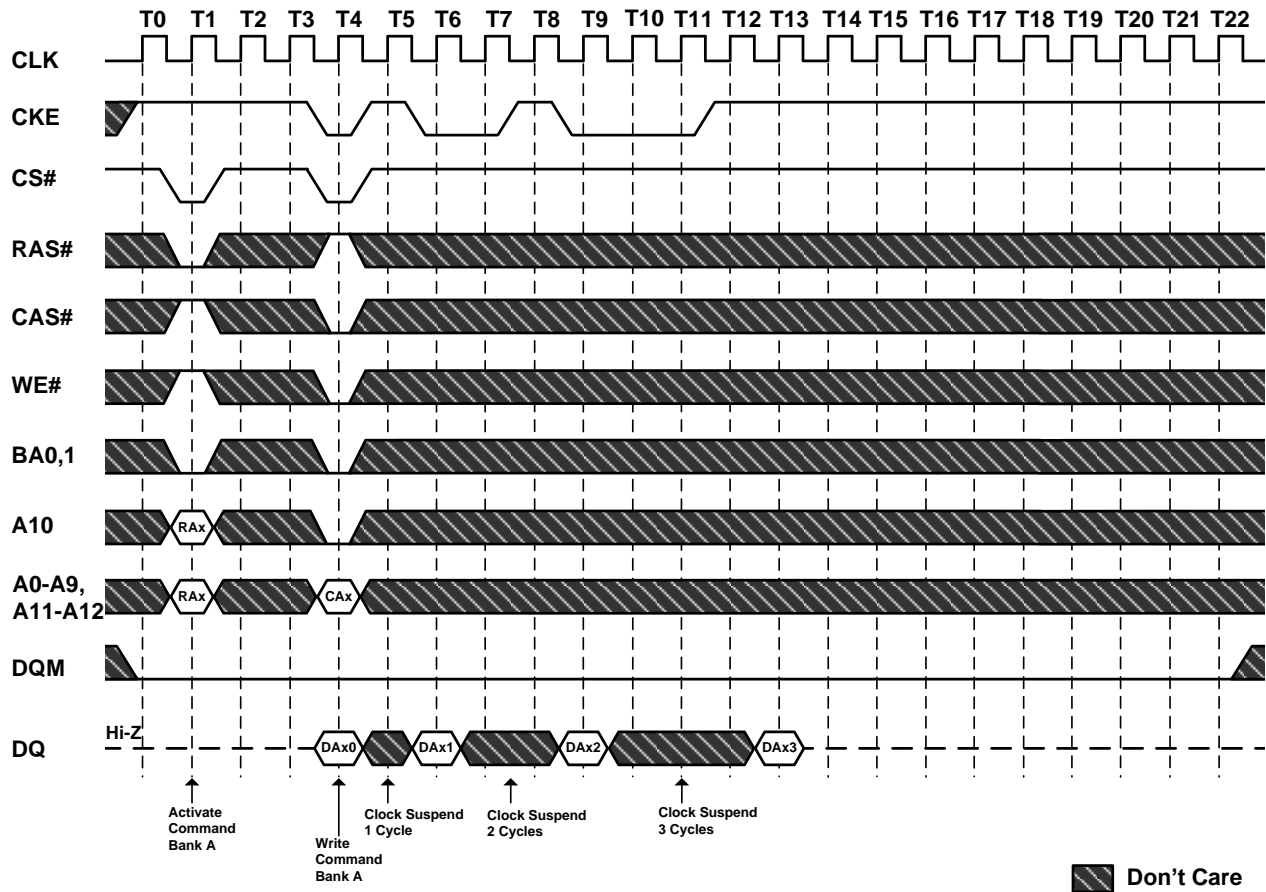 T0 T1 T2 T3 T4 T5 T6 T7 T8 T9 T10 T11 T12 T13 T14 T15 T16 T17 T18 T19 T20 T21 T22
CLK
CKE
CS#
RAS#
CAS#
WE#
BA0,1
A10
RAx
A0-A9,
A11-A12
RAx CAx
DQM
Hi-Z
DQ
DAx0 DAx1 DAx2 DAx3
Activate
Command
Bank A
Write
Command
Bank A
Clock Suspend
1 Cycle
Clock Suspend
2 Cycles
Clock Suspend
3 Cycles
Don't Care